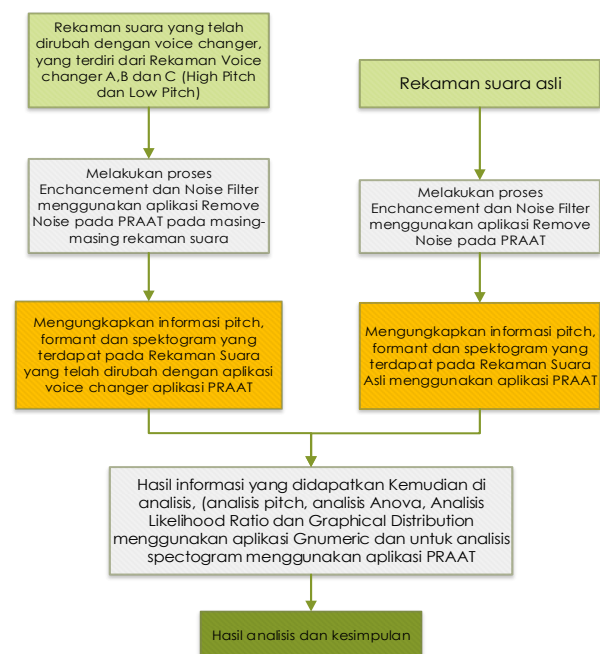 Rekaman suara yang telah
dirubah dengan voice changer,
yang terdiri dari Rekaman Voice
changer A,B dan C (High Pitch
dan Low Pitch)
Rekaman suara asli
Melakukan proses
Enchancement dan Noise Filter
menggunakan aplikasi Remove
Noise pada PRAAT pada masing-
masing rekaman suara
Melakukan proses
Enchancement dan Noise Filter
menggunakan aplikasi Remove
Noise pada PRAAT
Mengungkapkan informasi pitch,
formant dan spektogram yang
terdapat pada Rekaman Suara
yang telah dirubah dengan aplikasi
voice changer aplikasi PRAAT
Mengungkapkan informasi pitch,
formant dan spektogram yang
terdapat pada Rekaman Suara
Asli menggunakan aplikasi PRAAT
Hasil informasi yang didapatkan Kemudian di
analisis, (analisis pitch, analisis Anova, Analisis
Likelihood Ratio dan Graphical Distribution
menggunakan aplikasi Gnumeric dan untuk analisis
spectogram menggunakan aplikasi PRAAT
Hasil analisis dan kesimpulan